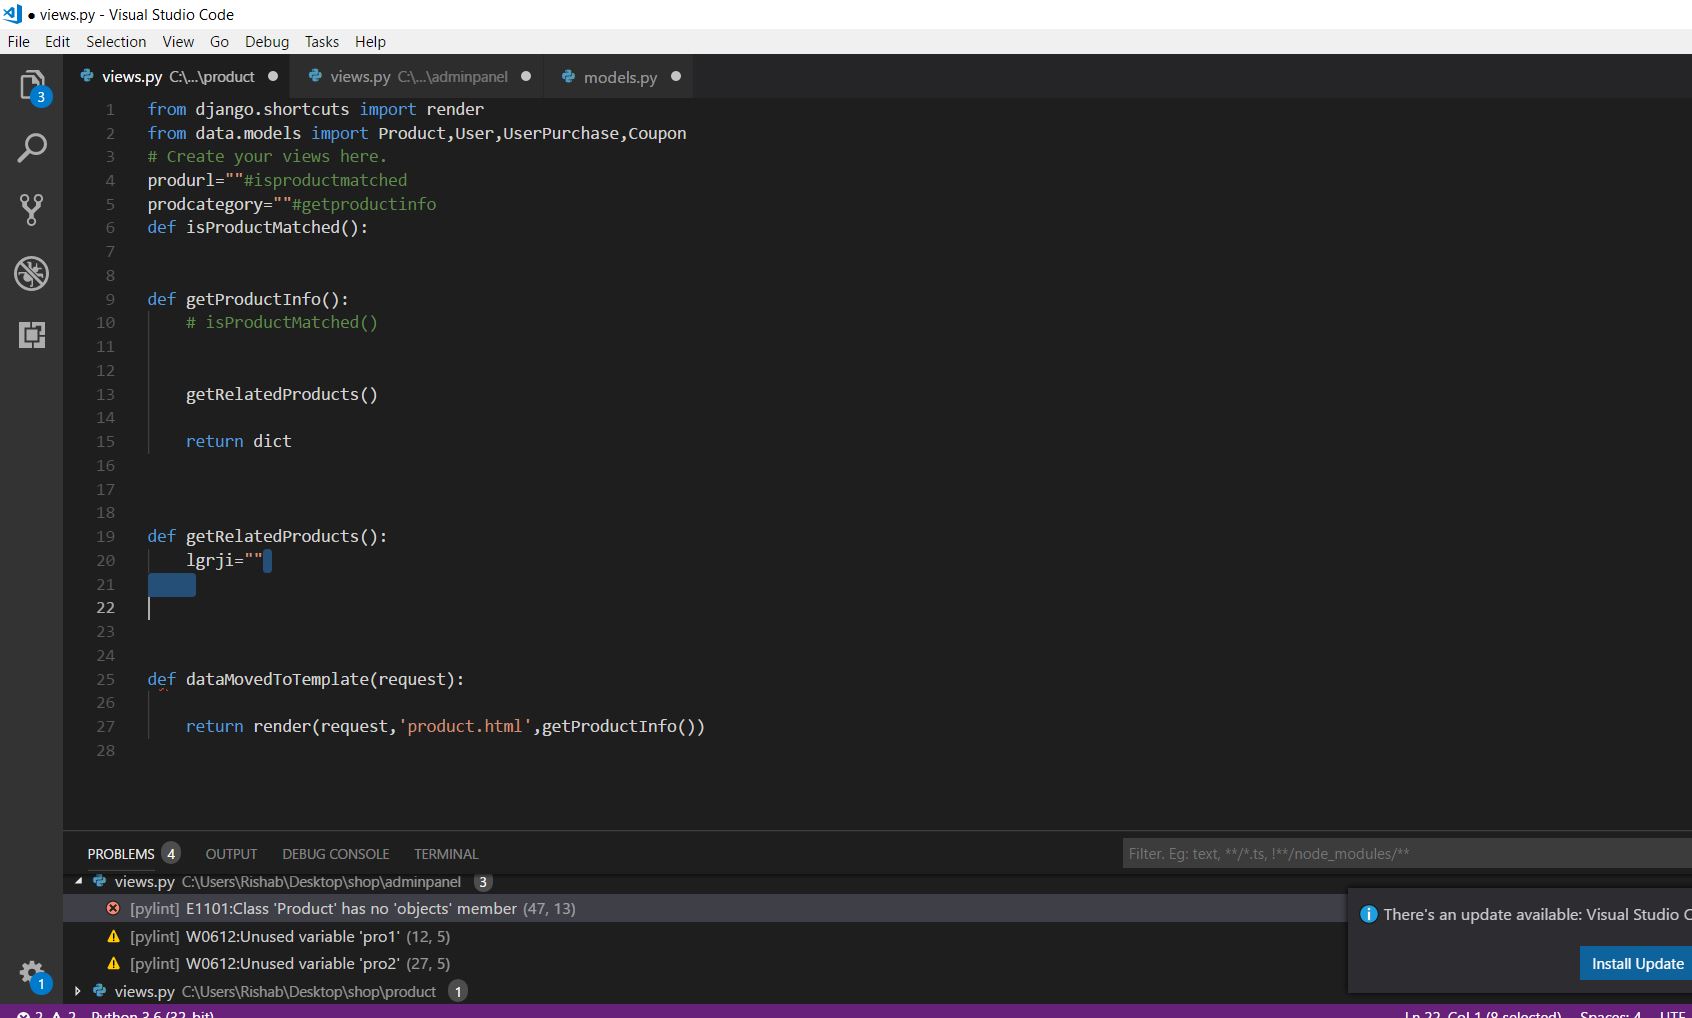 ● views.py - Visual Studio Code
File Edit Selection View Go Debug Tasks Help
views.py C:\...\product ● views.py C:\...\adminpanel ● models.py ●
3
1 from django.shortcuts import render
2 from data.models import Product,User,UserPurchase,Coupon
3 # Create your views here.
4 produrl=""#isproductmatched
5 prodcategory=""#getproductinfo
6 def isProductMatched():
7
8
9 def getProductInfo():
10 # isProductMatched()
11
12
13 getRelatedProducts()
14
15 return dict
16
17
18
19 def getRelatedProducts():
20 lgrji=""
21
22
23
24
25 def dataMovedToTemplate(request):
26
27 return render(request,'product.html',getProductInfo())
28
PROBLEMS 4 OUTPUT DEBUG CONSOLE TERMINAL Filter. Eg: text, **/*.ts, !**/node_modules/**
views.py C:\Users\Rishab\Desktop\shop\adminpanel 3
[pylint] E1101:Class 'Product' has no 'objects' member (47, 13)
[pylint] W0612:Unused variable 'pro1' (12, 5)
[pylint] W0612:Unused variable 'pro2' (27, 5)
views.py C:\Users\Rishab\Desktop\shop\product 1
There's an update available: Visual Studio C
Install Update
1
2 2 Python 3.6 (32-bit) Ln 22, Col 1 (8 selected) Spaces: 4 UTF